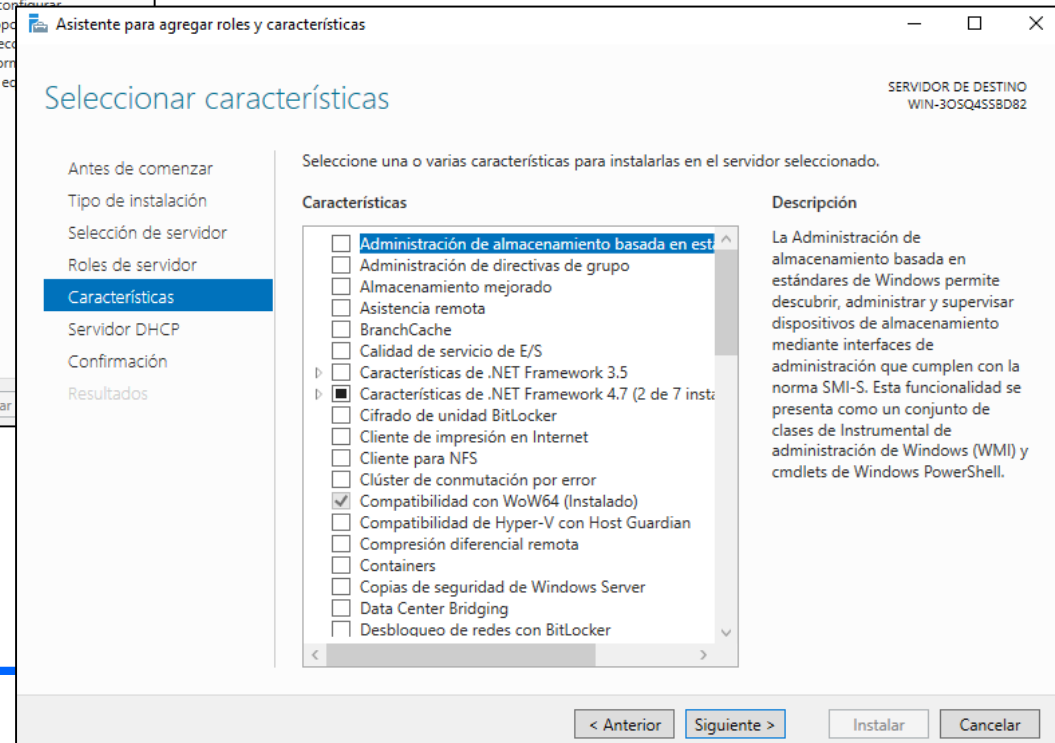 Asistente para agregar roles y características
Seleccionar características
SERVIDOR DE DESTINO
WIN-3OSQ4SSBD82
Antes de comenzar
Tipo de instalación
Selección de servidor
Roles de servidor
Características
Servidor DHCP
Confirmación
Resultados
Seleccione una o varias características para instalarlas en el servidor seleccionado.
Características
Administración de almacenamiento basada en está
Administración de directivas de grupo
Almacenamiento mejorado
Asistencia remota
BranchCache
Calidad de servicio de E/S
Características de .NET Framework 3.5
Características de .NET Framework 4.7 (2 de 7 insta
Cifrado de unidad BitLocker
Cliente de impresión en Internet
Cliente para NFS
Clúster de conmutación por error
Compatibilidad con WoW64 (Instalado)
Compatibilidad de Hyper-V con Host Guardian
Compresión diferencial remota
Containers
Copias de seguridad de Windows Server
Data Center Bridging
Desbloqueo de redes con BitLocker
Descripción
La Administración de
almacenamiento basada en
estándares de Windows permite
descubrir, administrar y supervisar
dispositivos de almacenamiento
mediante interfaces de
administración que cumplen con la
norma SMI-S. Esta funcionalidad se
presenta como un conjunto de
clases de Instrumental de
administración de Windows (WMI) y
cmdlets de Windows PowerShell.
< Anterior
Siguiente >
Instalar
Cancelar